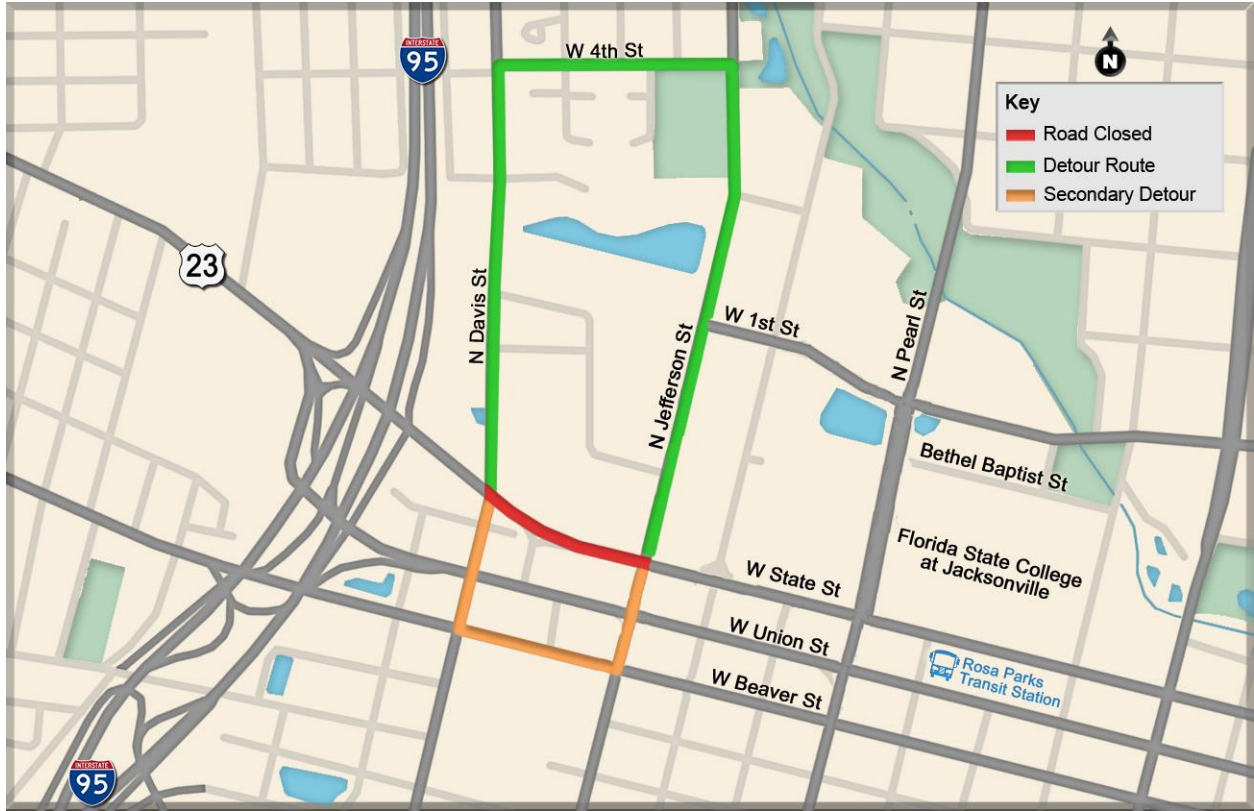 W 4th St
INTERSTATE
95
N
Key
Road Closed
Detour Route
Secondary Detour
23
N Davis St
N Jefferson St
W 1st St
N Pearl St
Bethel Baptist St
Florida State College
at Jacksonville
W State St
W Union St
W Beaver St
Rosa Parks
Transit Station
INTERSTATE
95